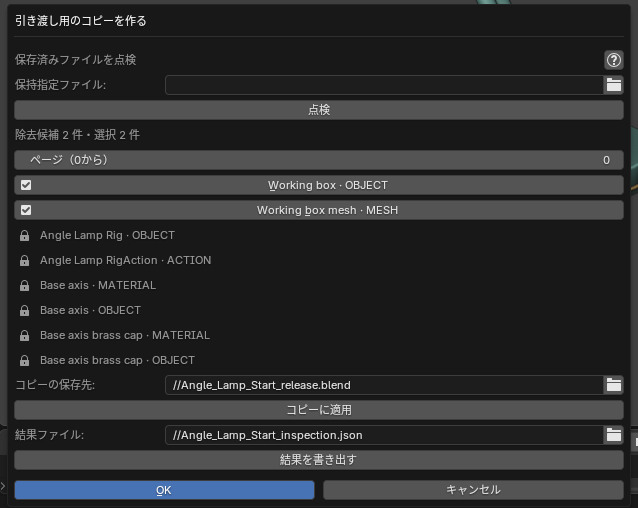 引き渡し用のコピーを作る
保存済みファイルを点検
保持指定ファイル:
点検
除去候補 2 件・選択 2 件
ページ（0から） 0
Working box · OBJECT
Working box mesh · MESH
Angle Lamp Rig · OBJECT
Angle Lamp RigAction · ACTION
Base axis · MATERIAL
Base axis · OBJECT
Base axis brass cap · MATERIAL
Base axis brass cap · OBJECT
コピーの保存先: //Angle_Lamp_Start_release.blend
コピーに適用
結果ファイル: //Angle_Lamp_Start_inspection.json
結果を書き出す
OK キャンセル